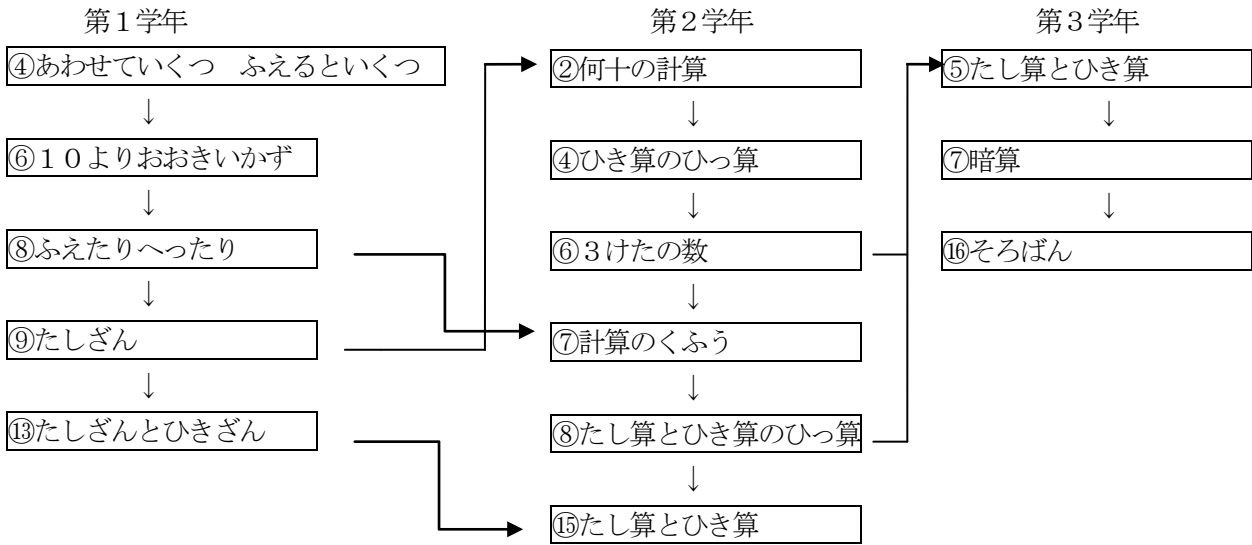 第1学年
④あわせていくつ　ふえるといくつ
↓
⑥10よりおおきいかず
↓
⑧ふえたりへったり
↓
⑨たしざん
↓
⑬たしざんとひきざん
第2学年
②何十の計算
↓
④ひき算のひっ算
↓
⑥3けたの数
↓
⑦計算のくふう
↓
⑧たし算とひき算のひっ算
↓
⑮たし算とひき算
第3学年
⑤たし算とひき算
↓
⑦暗算
↓
⑯そろばん